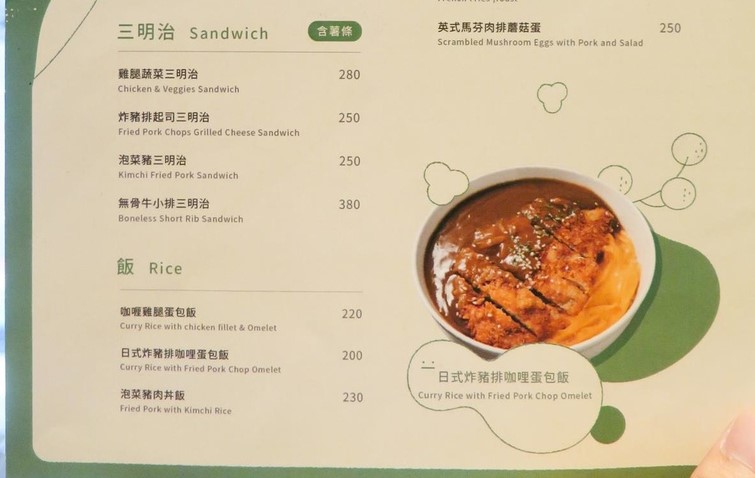 三明治 Sandwich 含薯條
雞腿蔬菜三明治 280
Chicken & Veggies Sandwich
炸豬排起司三明治 250
Fried Pork Chops Grilled Cheese Sandwich
泡菜豬三明治 250
Kimchi Fried Pork Sandwich
無骨牛小排三明治 380
Boneless Short Rib Sandwich
飯 Rice
咖喱雞腿蛋包飯 220
Curry Rice with chicken fillet & Omelet
日式炸豬排咖哩蛋包飯 200
Curry Rice with Fried Pork Chop Omelet
泡菜豬肉丼飯 230
Fried Pork with Kimchi Rice
英式馬芬肉排蘑菇蛋 250
Scrambled Mushroom Eggs with Pork and Salad
日式炸豬排咖哩蛋包飯
Curry Rice with Fried Pork Chop Omelet